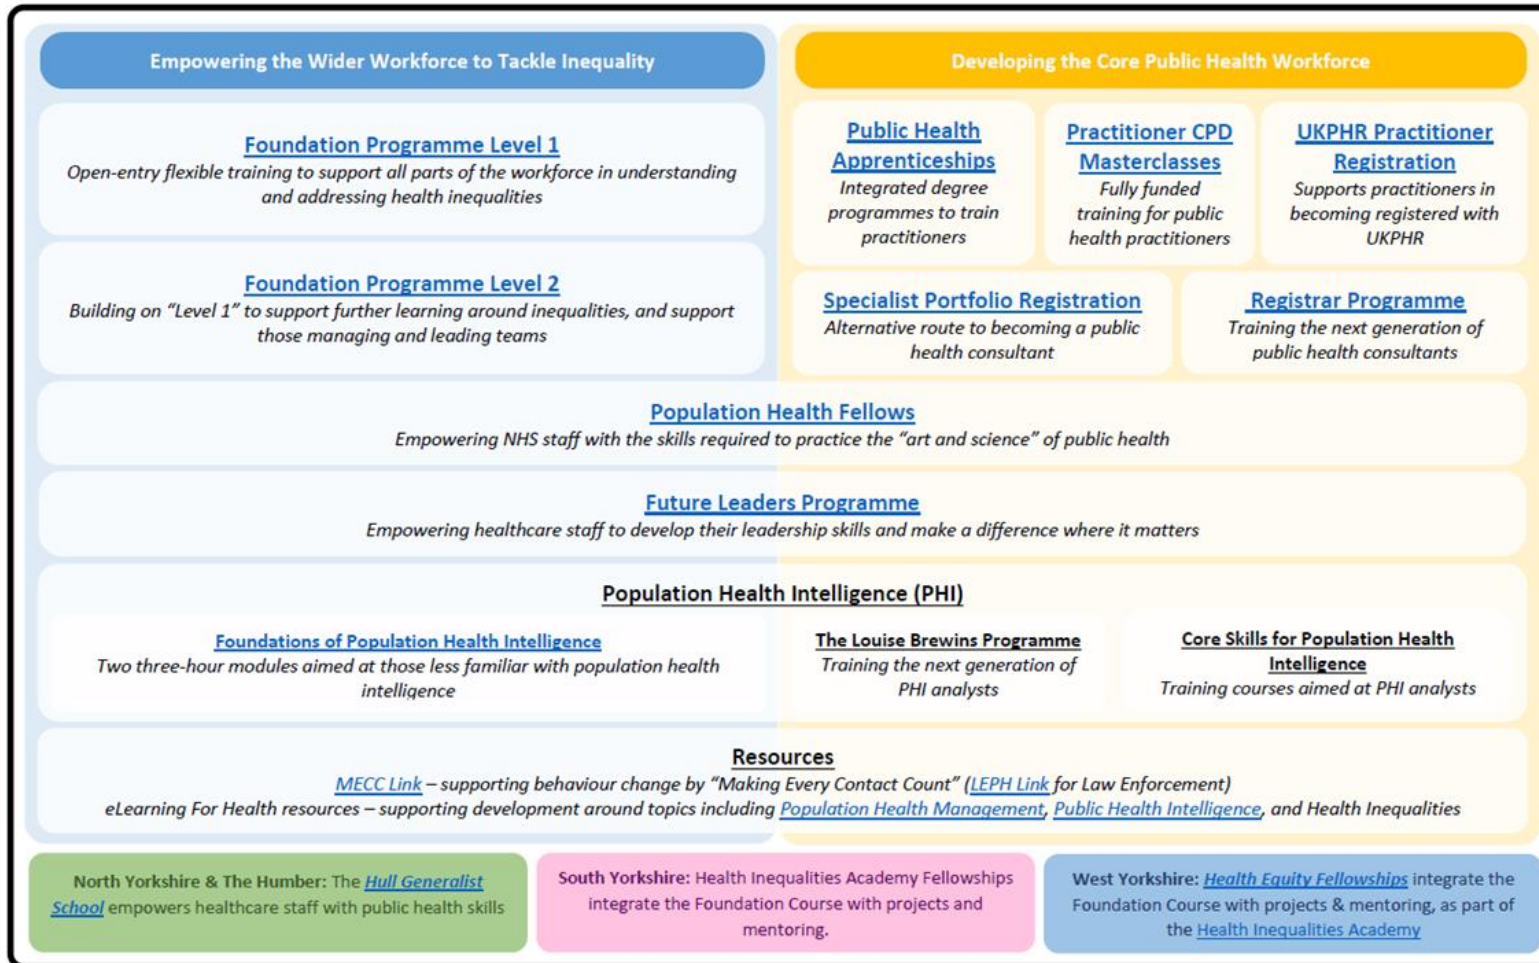 Empowering the Wider Workforce to Tackle Inequality
Developing the Core Public Health Workforce
Foundation Programme Level 1
Open-entry flexible training to support all parts of the workforce in understanding
and addressing health inequalities
Foundation Programme Level 2
Building on “Level 1” to support further learning around inequalities, and support
those managing and leading teams
Public Health
Apprenticeships
Integrated degree
programmes to train
practitioners
Practitioner CPD
Masterclasses
Fully funded
training for public
health practitioners
UKPHR Practitioner
Registration
Supports practitioners in
becoming registered with
UKPHR
Specialist Portfolio Registration
Alternative route to becoming a public
health consultant
Registrar Programme
Training the next generation of
public health consultants
Population Health Fellows
Empowering NHS staff with the skills required to practice the “art and science” of public health
Future Leaders Programme
Empowering healthcare staff to develop their leadership skills and make a difference where it matters
Population Health Intelligence (PHI)
Foundations of Population Health Intelligence
Two three-hour modules aimed at those less familiar with population health
intelligence
The Louise Brewins Programme
Training the next generation of
PHI analysts
Core Skills for Population Health
Intelligence
Training courses aimed at PHI analysts
Resources
MECC Link – supporting behaviour change by “Making Every Contact Count” (LEPH Link for Law Enforcement)
eLearning For Health resources – supporting development around topics including Population Health Management, Public Health Intelligence, and Health Inequalities
North Yorkshire & The Humber: The Hull Generalist
School empowers healthcare staff with public health skills
South Yorkshire: Health Inequalities Academy Fellowships
integrate the Foundation Course with projects and
mentoring.
West Yorkshire: Health Equity Fellowships integrate the
Foundation Course with projects & mentoring, as part of
the Health Inequalities Academy